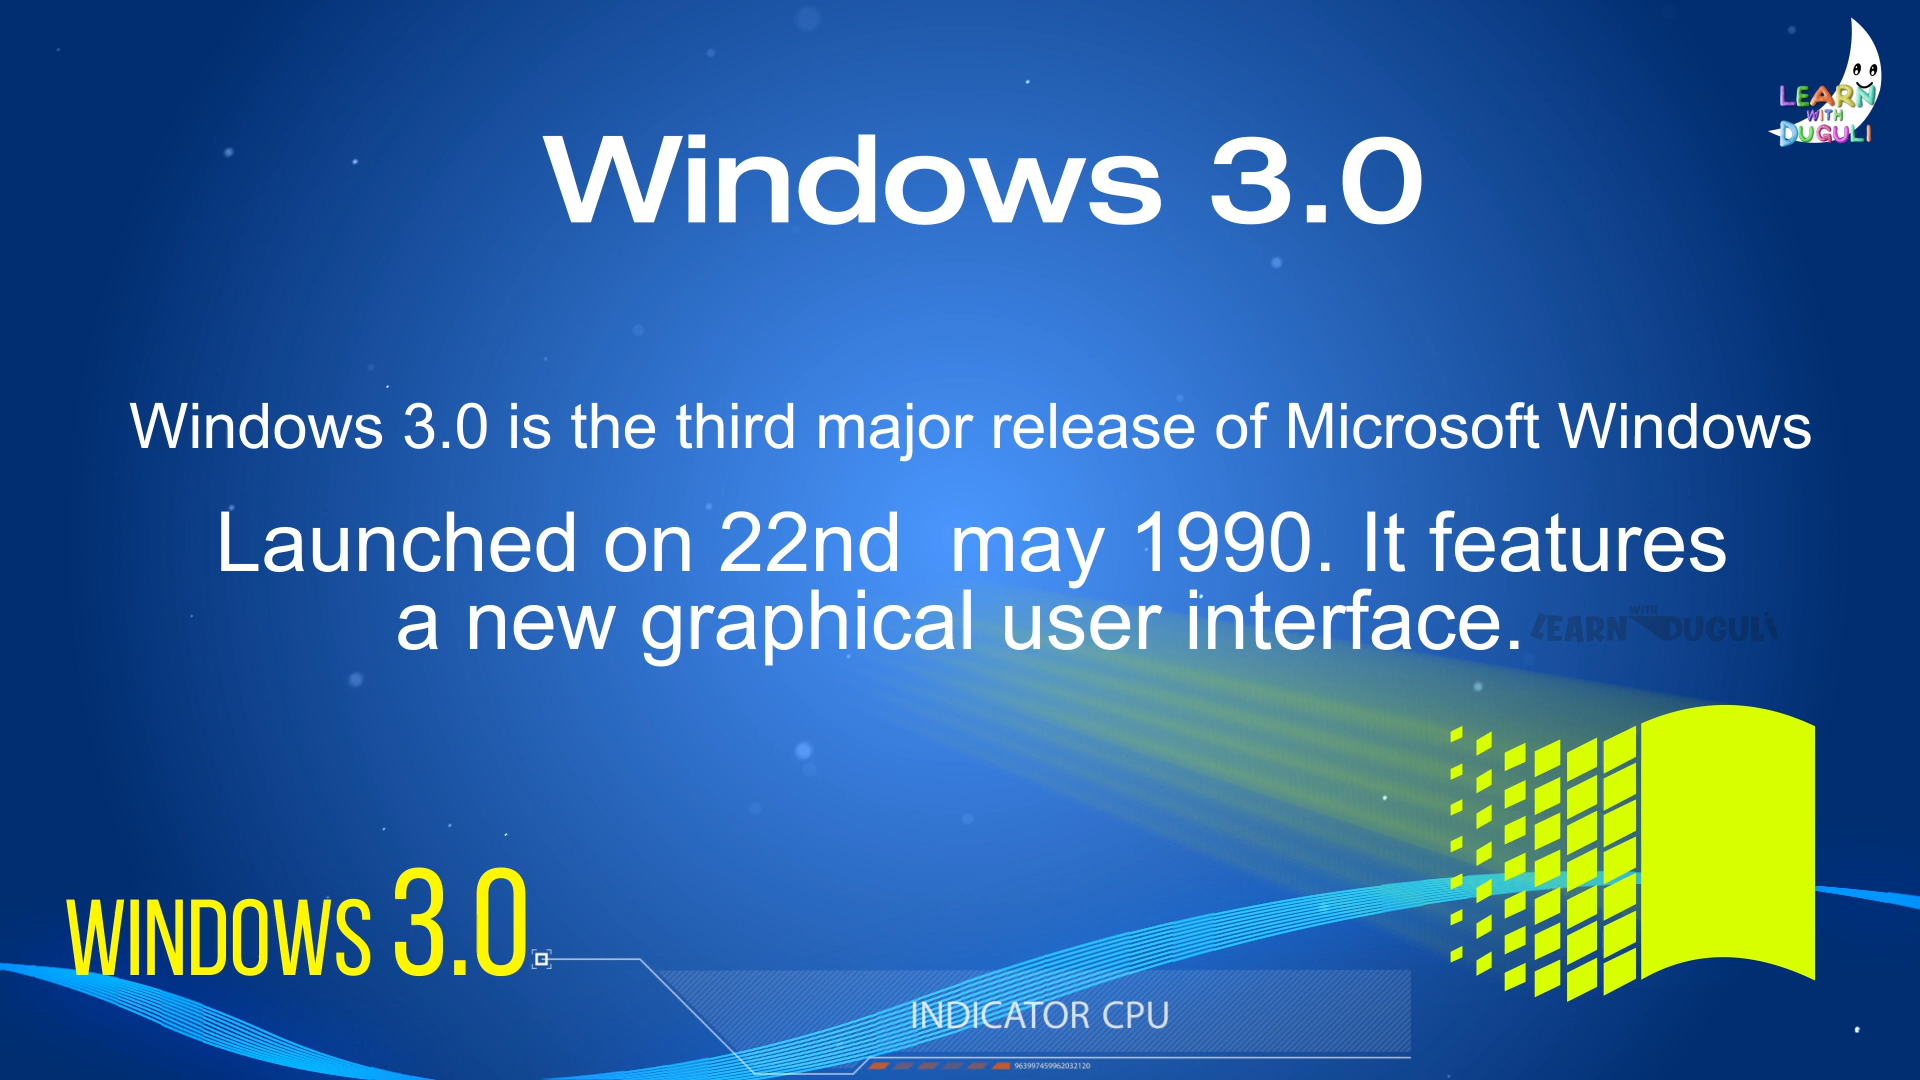 LEARN
WITH
DUGULI
Windows 3.0
Windows 3.0 is the third major release of Microsoft Windows
Launched on 22nd  may 1990. It features
a new graphical user interface.
LEARN WITH DUGULI
WINDOWS 3.0
INDICATOR CPU
963997459962032120